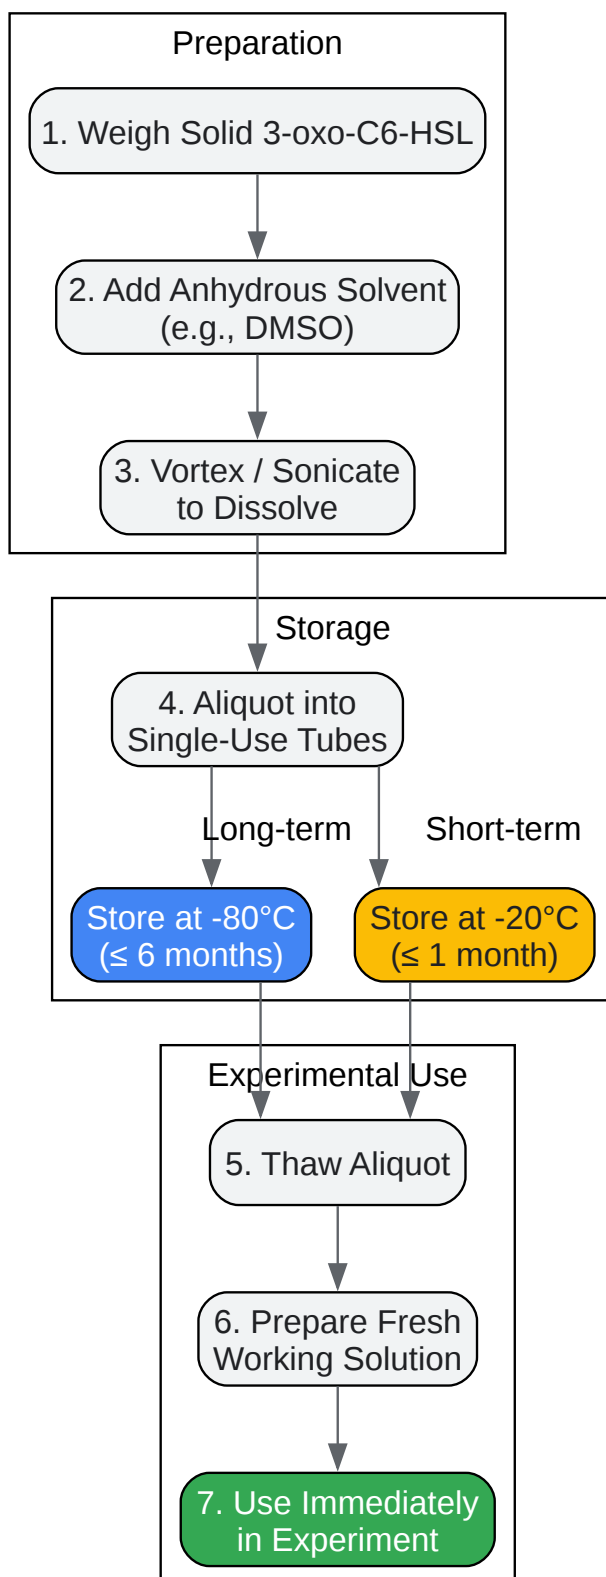 Preparation
1. Weigh Solid 3-oxo-C6-HSL
2. Add Anhydrous Solvent
(e.g., DMSO)
3. Vortex / Sonicate
to Dissolve
Storage
4. Aliquot into
Single-Use Tubes
Long-term
Short-term
Store at -80°C
(≤ 6 months)
Store at -20°C
(≤ 1 month)
Experimental Use
5. Thaw Aliquot
6. Prepare Fresh
Working Solution
7. Use Immediately
in Experiment